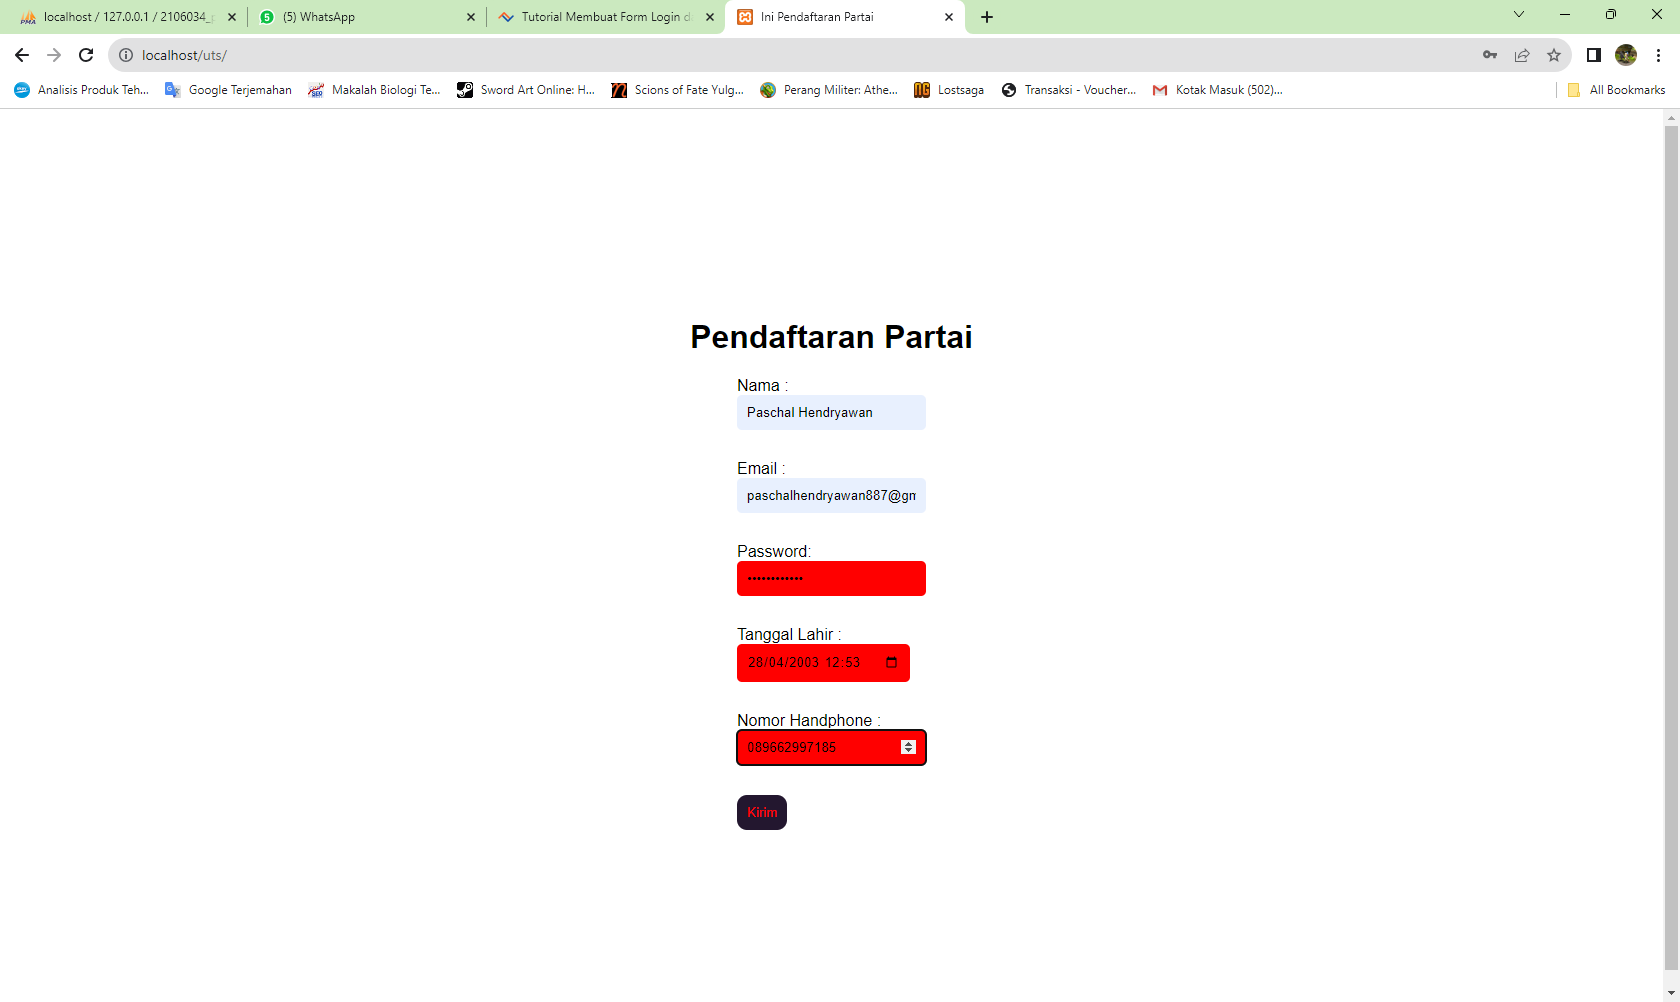 localhost / 127.0.0.1 / 2106034_p
(5) WhatsApp
Tutorial Membuat Form Login d
Ini Pendaftaran Partai
localhost/uts/
Analisis Produk Teh...
Google Terjemahan
Makalah Biologi Te...
Sword Art Online: H...
Scions of Fate Yulg...
Perang Militer: Athe...
Lostsaga
Transaksi - Voucher...
Kotak Masuk (502)...
All Bookmarks
Pendaftaran Partai
Nama :
Paschal Hendryawan
Email :
paschalhendryawan887@gm
Password:
••••••••••••
Tanggal Lahir :
28/04/2003 12:53
Nomor Handphone :
089662997185
Kirim